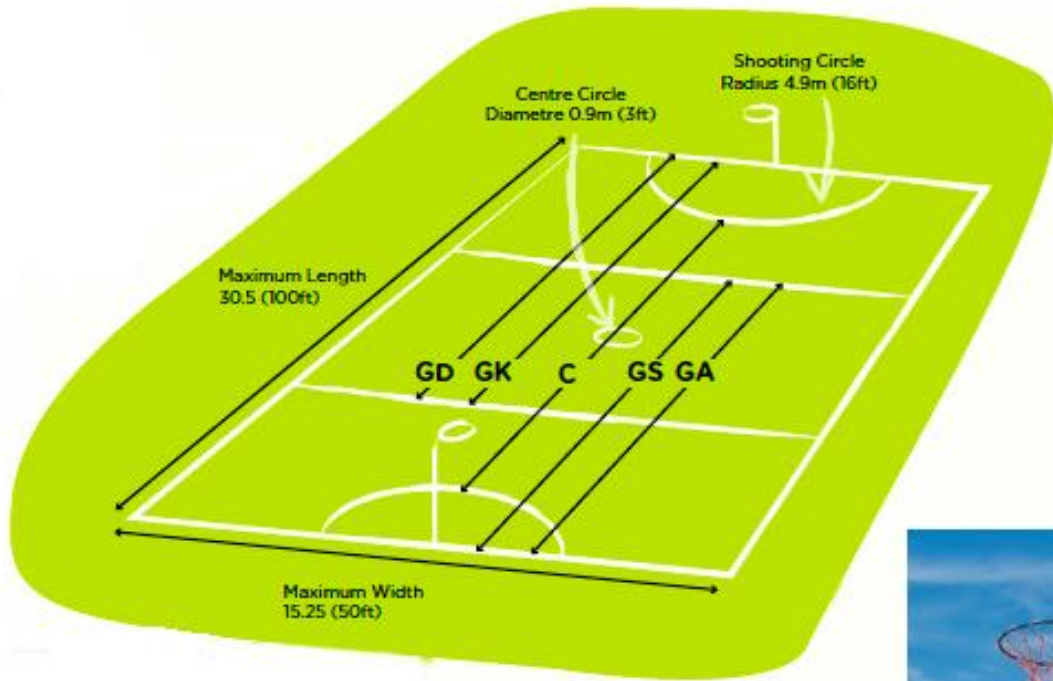 Shooting Circle
Radius 4.9m (16ft)
Centre Circle
Diametre 0.9m (3ft)
Maximum Length
30.5 (100ft)
GD GK C GS GA
Maximum Width
15.25 (50ft)